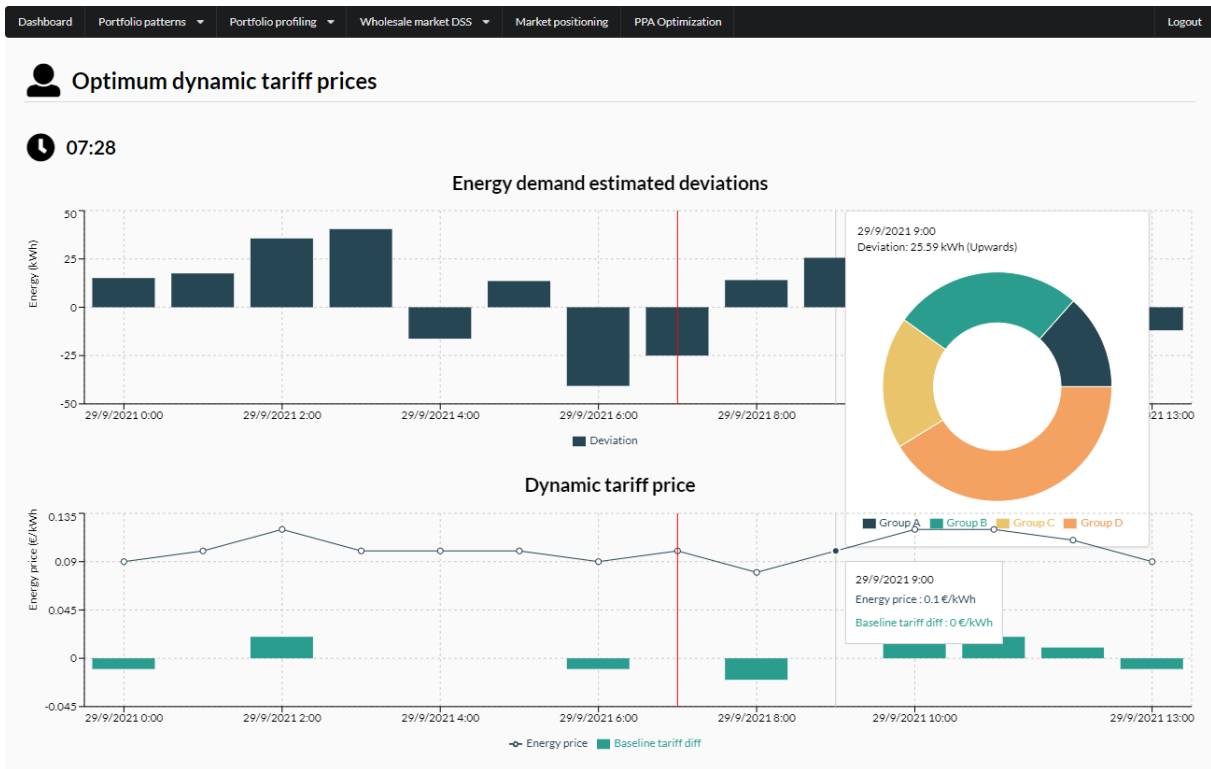 Dashboard Portfolio patterns Portfolio profiling Wholesale market DSS Market positioning PPA Optimization Logout
Optimum dynamic tariff prices
07:28
Energy demand estimated deviations
Energy (kWh)
50
25
0
-25
-50
29/9/2021 0:00 29/9/2021 2:00 29/9/2021 4:00 29/9/2021 6:00 29/9/2021 8:00 21 13:00
Deviation
29/9/2021 9:00
Deviation: 25.59 kWh (Upwards)
Group A Group B Group C Group D
Dynamic tariff price
Energy price (€/kWh
0.135
0.09
0.045
0
-0.045
29/9/2021 9:00
Energy price : 0.1 €/kWh
Baseline tariff diff : 0 €/kWh
29/9/2021 0:00 29/9/2021 2:00 29/9/2021 4:00 29/9/2021 6:00 29/9/2021 8:00 29/9/2021 10:00 29/9/2021 13:00
Energy price Baseline tariff diff